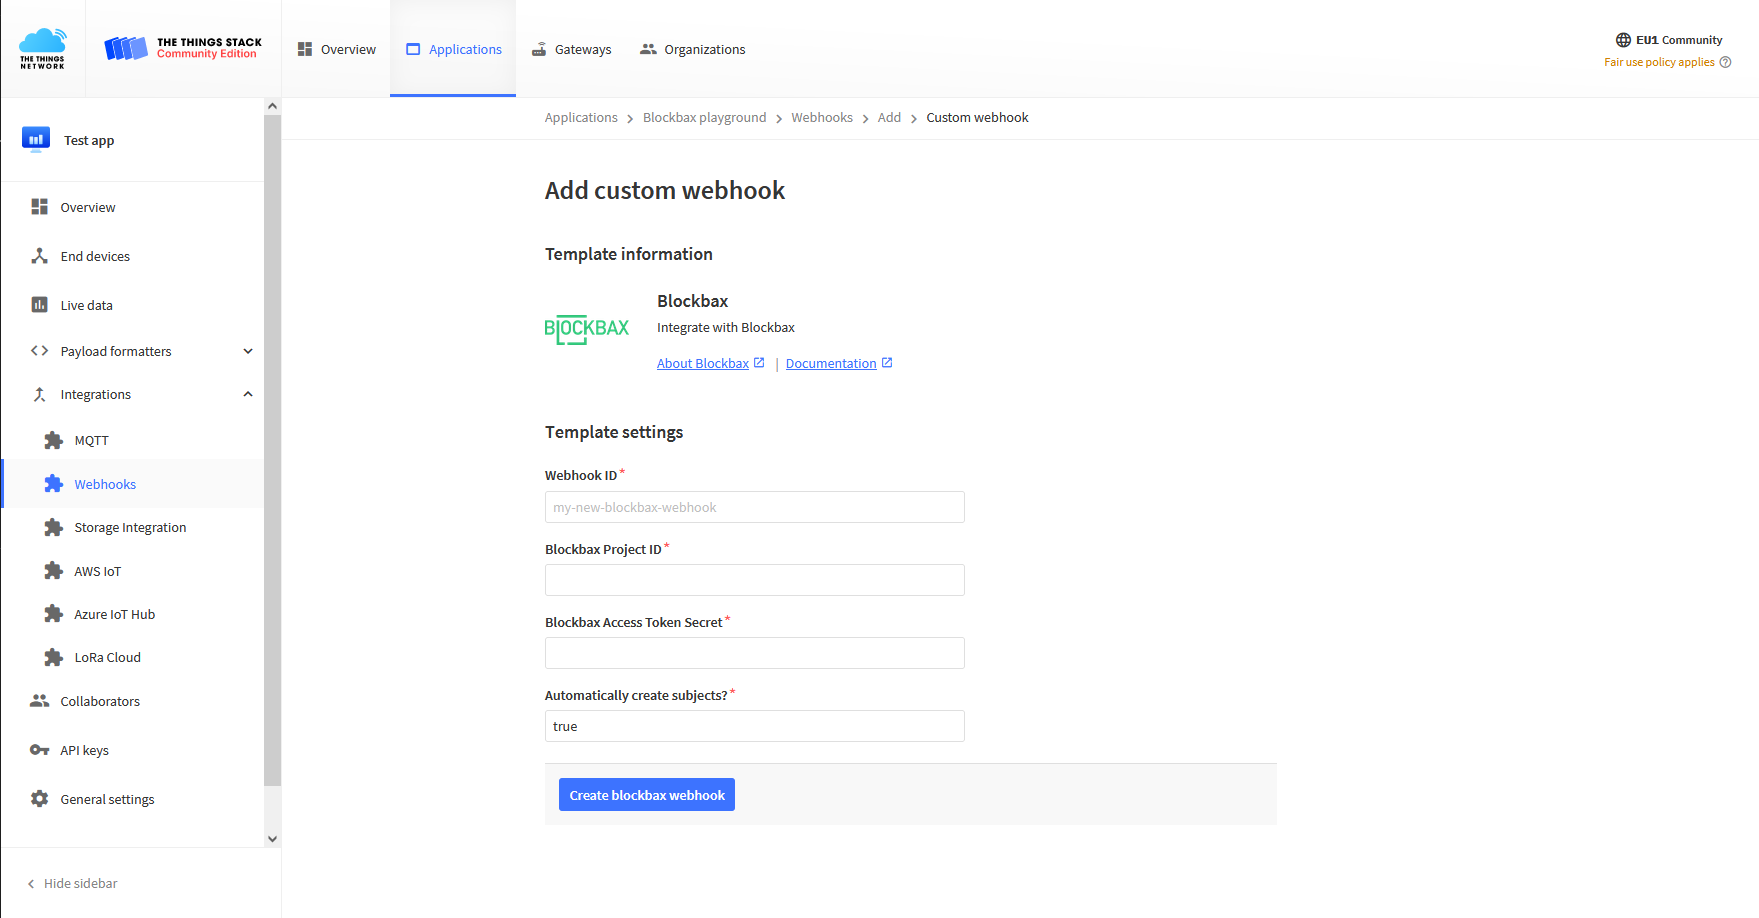 THE THINGS
NETWORK
THE THINGS STACK
Community Edition
Overview
Applications
Gateways
Organizations
EU1 Community
Fair use policy applies
Test app
Overview
End devices
Live data
Payload formatters
Integrations
MQTT
Webhooks
Storage Integration
AWS IoT
Azure IoT Hub
LoRa Cloud
Collaborators
API keys
General settings
Hide sidebar
Applications > Blockbax playground > Webhooks > Add > Custom webhook
Add custom webhook
Template information
BLOCKBAX
Blockbax
Integrate with Blockbax
About Blockbax | Documentation
Template settings
Webhook ID*
my-new-blockbax-webhook
Blockbax Project ID*
Blockbax Access Token Secret*
Automatically create subjects?*
true
Create blockbax webhook